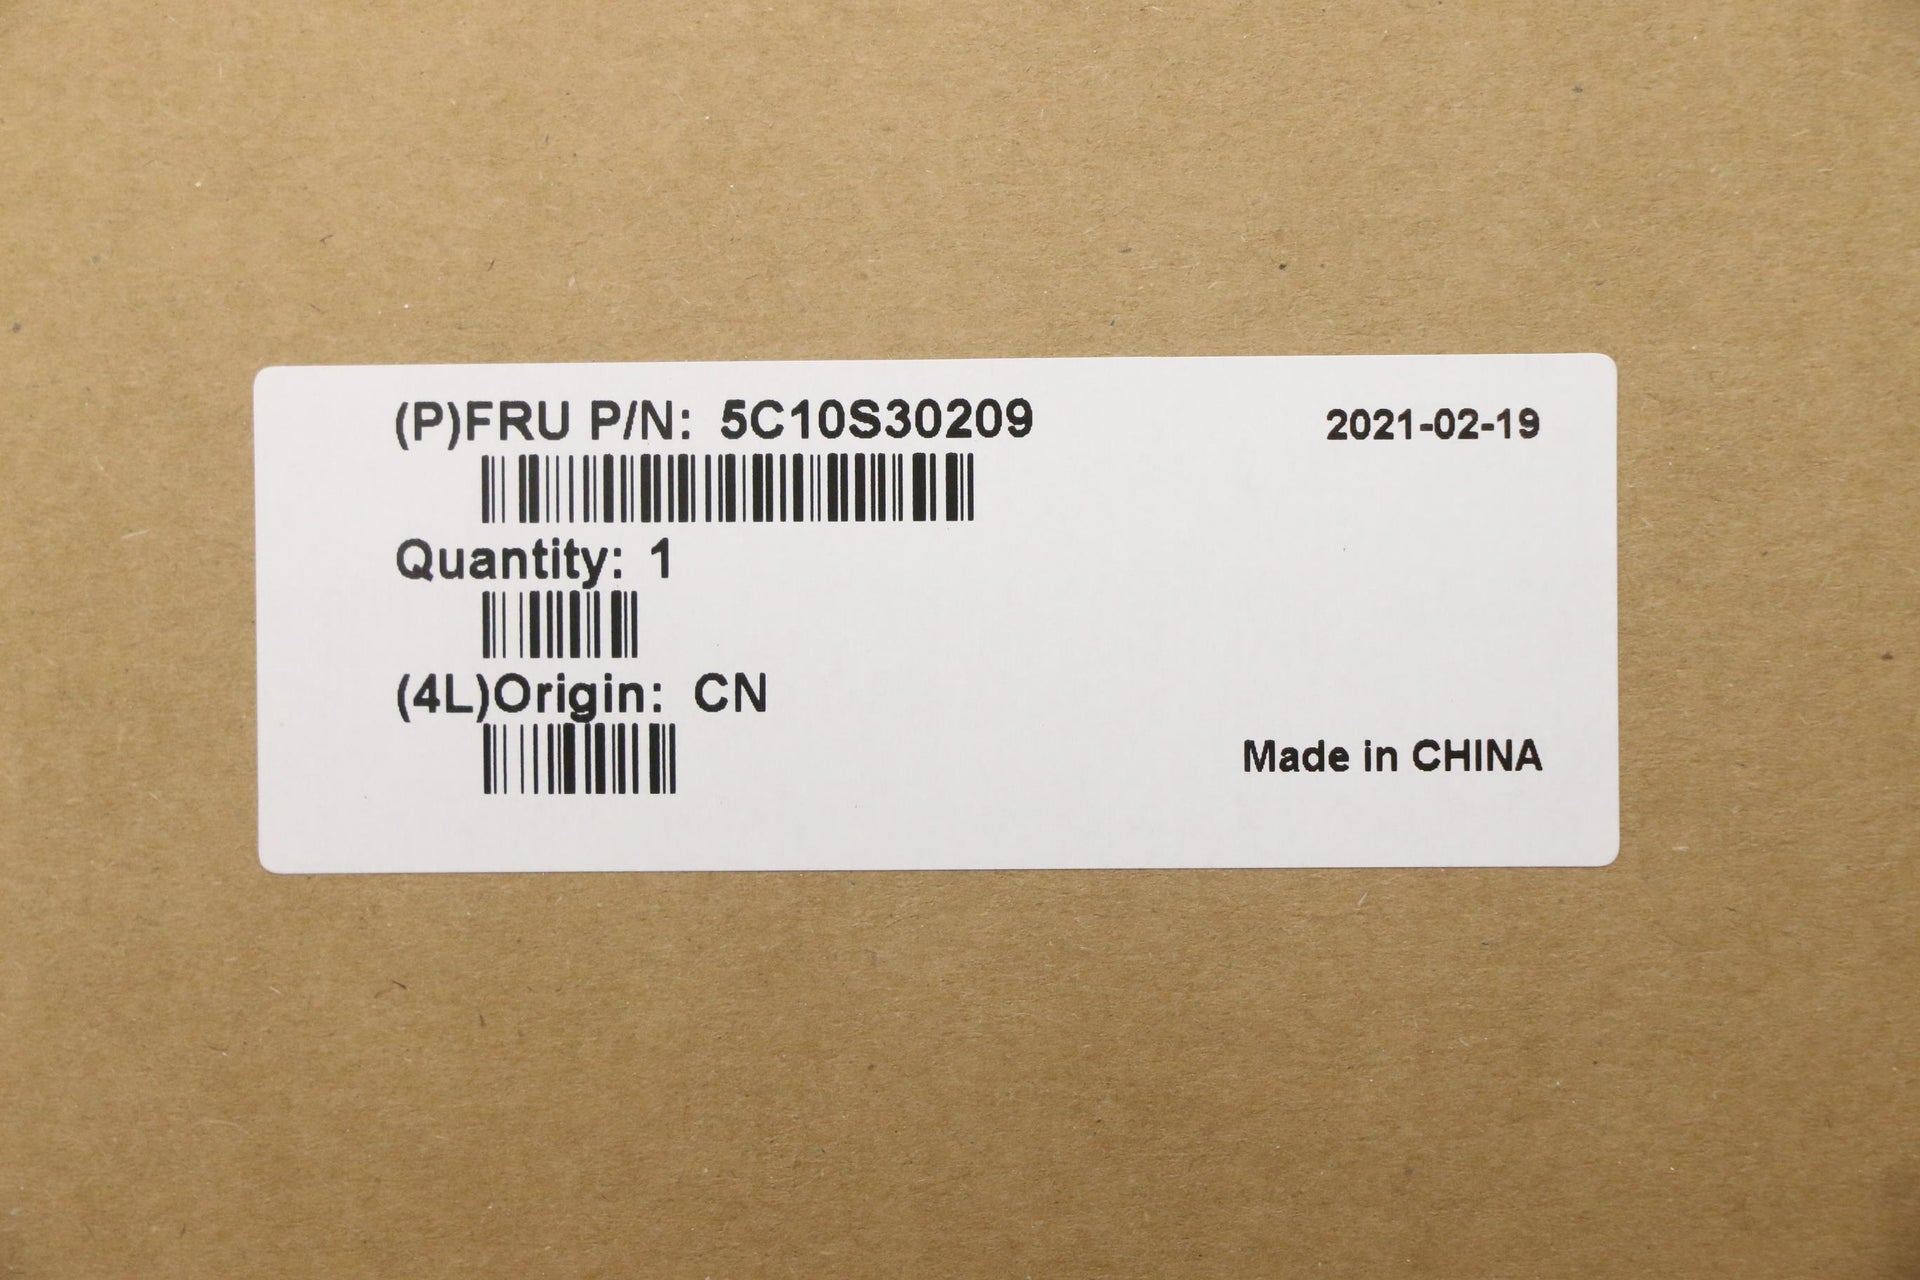 (P)FRU P/N: 5C10S30209
2021-02-19
Quantity: 1
(4L)Origin: CN
Made in CHINA